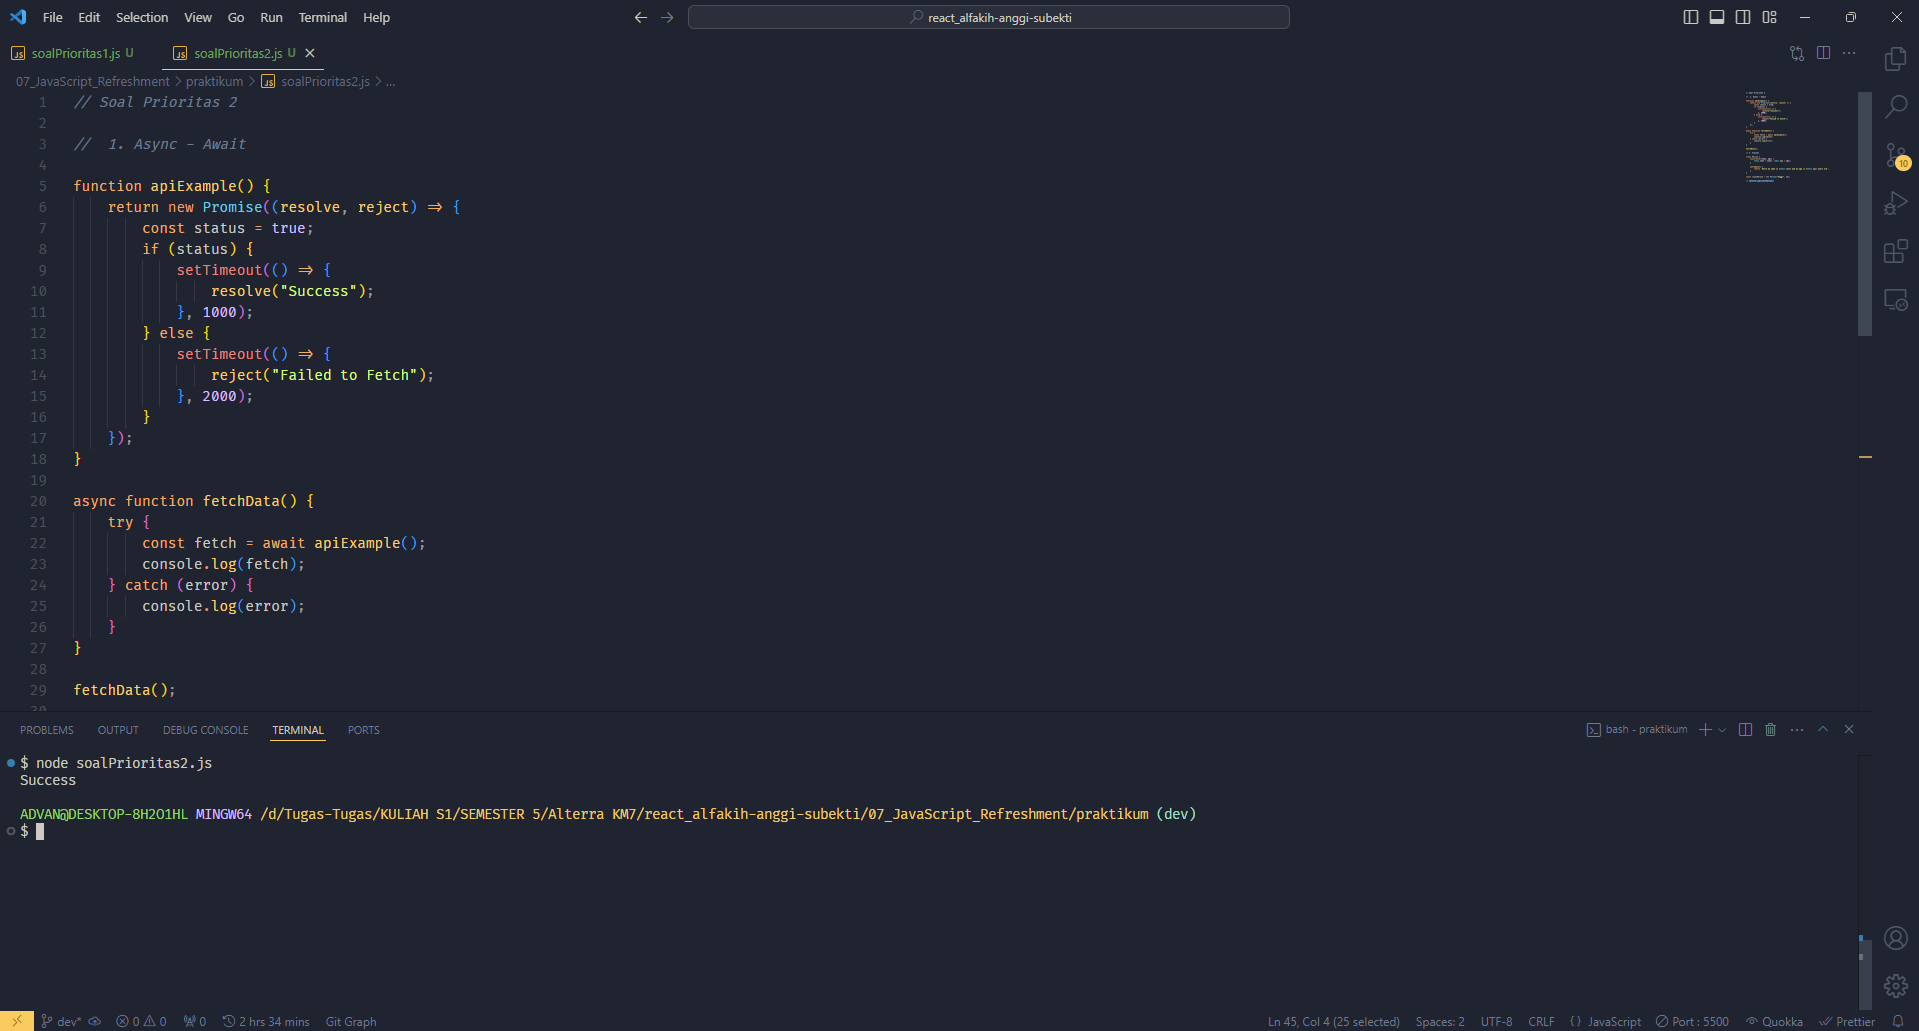 File Edit Selection View Go Run Terminal Help
react_alfakih-anggi-subekti
JS soalPrioritas1.js U
JS soalPrioritas2.js U
07_JavaScript_Refreshment > praktikum > JS soalPrioritas2.js > ...
1 // Soal Prioritas 2
2
3 //  1. Async - Await
4
5 function apiExample() {
6 return new Promise((resolve, reject) => {
7 const status = true;
8 if (status) {
9 setTimeout(() => {
10 resolve("Success");
11 }, 1000);
12 } else {
13 setTimeout(() => {
14 reject("Failed to Fetch");
15 }, 2000);
16 }
17 });
18 }
19
20 async function fetchData() {
21 try {
22 const fetch = await apiExample();
23 console.log(fetch);
24 } catch (error) {
25 console.log(error);
26 }
27 }
28
29 fetchData();
30
10
PROBLEMS OUTPUT DEBUG CONSOLE TERMINAL PORTS
bash - praktikum
$ node soalPrioritas2.js
Success
ADVAN@DESKTOP-8H2O1HL MINGW64 /d/Tugas-Tugas/KULIAH S1/SEMESTER 5/Alterra KM7/react_alfakih-anggi-subekti/07_JavaScript_Refreshment/praktikum (dev)
$
dev* 0 0 0 2 hrs 34 mins Git Graph
Ln 45, Col 4 (25 selected) Spaces: 2 UTF-8 CRLF {} JavaScript Port : 5500 Quokka Prettier